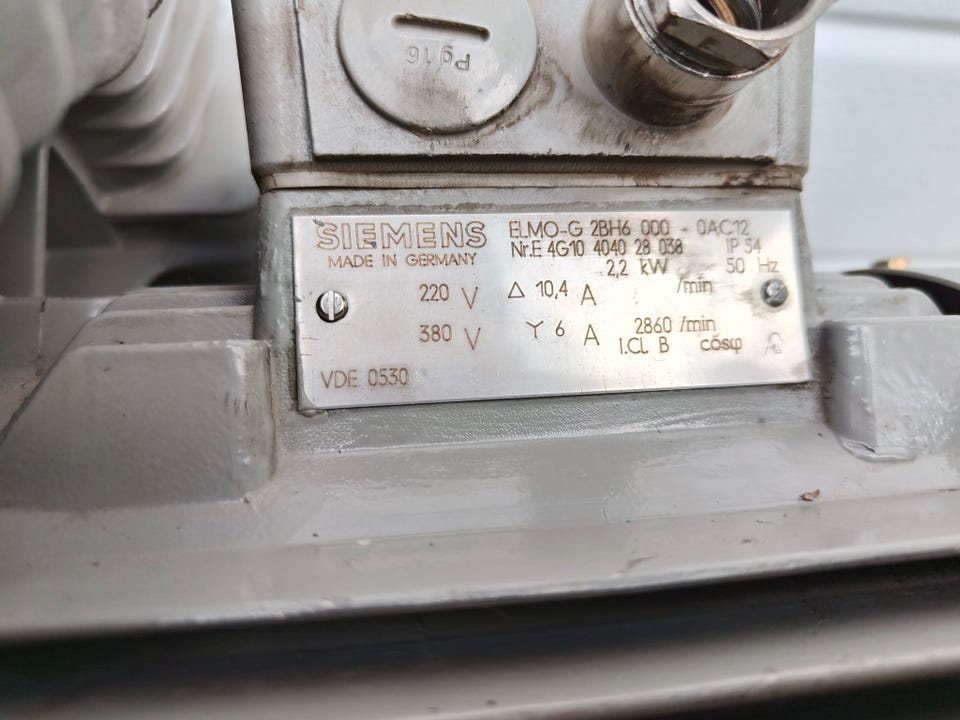 Pg16
SIEMENS ELMO-G 2BH6 000 - 0AC12
MADE IN GERMANY Nr.E 4G10 4040 28 038 IP 54
2,2 kW 50 Hz
220 V Δ 10,4 A /min
380 V Y 6 A 2860 /min
I.Cl. B cosφ
VDE 0530